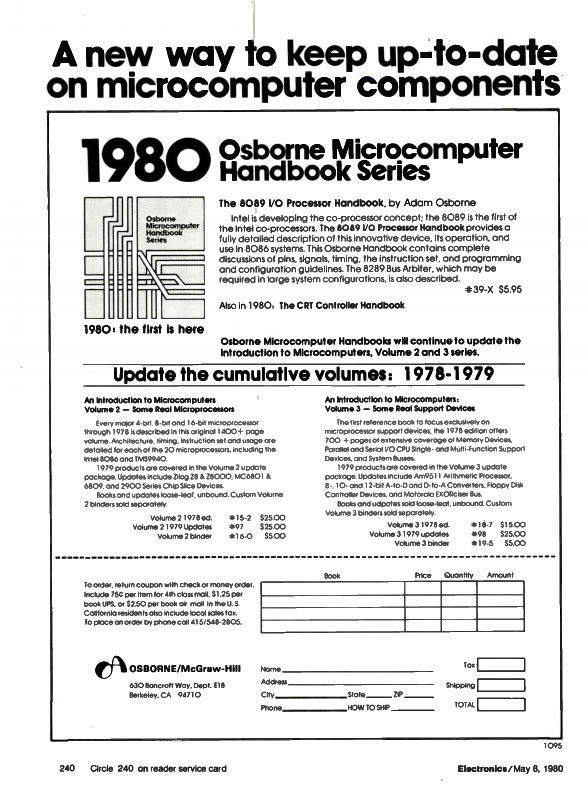 A new way to keep up-to-date
on microcomputer components
1980 Osborne Microcomputer
Handbook Series
Osborne
Microcomputer
Handbook
Series
1980: the first is here
The 8089 I/O Processor Handbook, by Adam Osborne
Intel is developing the co-processor concept; the 8089 is the first of
the Intel co-processors. The 8089 I/O Processor Handbook provides a
fully detailed description of this innovative device, its operation, and
use in 8086 systems. This Osborne Handbook contains complete
discussions of pins, signals, timing, the instruction set, and programming
and configuration guidelines. The 8289 Bus Arbiter, which may be
required in large system configurations, is also described.
#39-X $5.95
Also in 1980: The CRT Controller Handbook
Osborne Microcomputer Handbooks will continue to update the
Introduction to Microcomputers, Volume 2 and 3 series.
Update the cumulative volumes: 1978-1979
An Introduction to Microcomputers
Volume 2 — Some Real Microprocessors
Every major 4-bit, 8-bit and 16-bit microprocessor
through 1978 is described in this original 1400+ page
volume. Architecture, timing, instruction set and usage are
detailed for each of the 20 microprocessors, including the
Intel 8086 and TMS9940.
1979 products are covered in the Volume 2 update
package. Updates include Zilog Z8 & Z8000, MC6801 &
6809, and 2900 Series Chip Slice Devices.
Books and updates loose-leaf, unbound. Custom Volume
2 binders sold separately.
Volume 2 1978 ed. #15-2 $25.00
Volume 2 1979 Updates #97 $25.00
Volume 2 binder #16-0 $5.00
An Introduction to Microcomputers:
Volume 3 — Some Real Support Devices
The first reference book to focus exclusively on
microprocessor support devices, the 1978 edition offers
700 + pages of extensive coverage of Memory Devices,
Parallel and Serial I/O CPU Single- and Multi-Function Support
Devices, and System Busses.
1979 products are covered in the Volume 3 update
package. Updates include Am9511 Arithmetic Processor,
8-, 10- and 12-bit A-to-D and D-to-A Converters, Floppy Disk
Controller Devices, and Motorola EXORciser Bus.
Books and udpates sold loose-leaf, unbound. Custom
Volume 3 binders sold separately.
Volume 3 1978 ed. #18-7 $15.00
Volume 3 1979 updates #98 $25.00
Volume 3 binder #19-5 $5.00
To order, return coupon with check or money order.
Include 75¢ per item for 4th class mail, $1.25 per
book UPS, or $2.50 per book air mail in the U. S.
California residents also include local sales tax.
To place an order by phone call 415/548-2805.
Book Price Quantity Amount
OSBORNE/McGraw-Hill
630 Bancroft Way, Dept. E18
Berkeley, CA 94710
Name
Address
City State ZIP
Phone HOW TO SHIP
Tax
Shipping
TOTAL
1095
240 Circle 240 on reader service card
Electronics/May 8, 1980